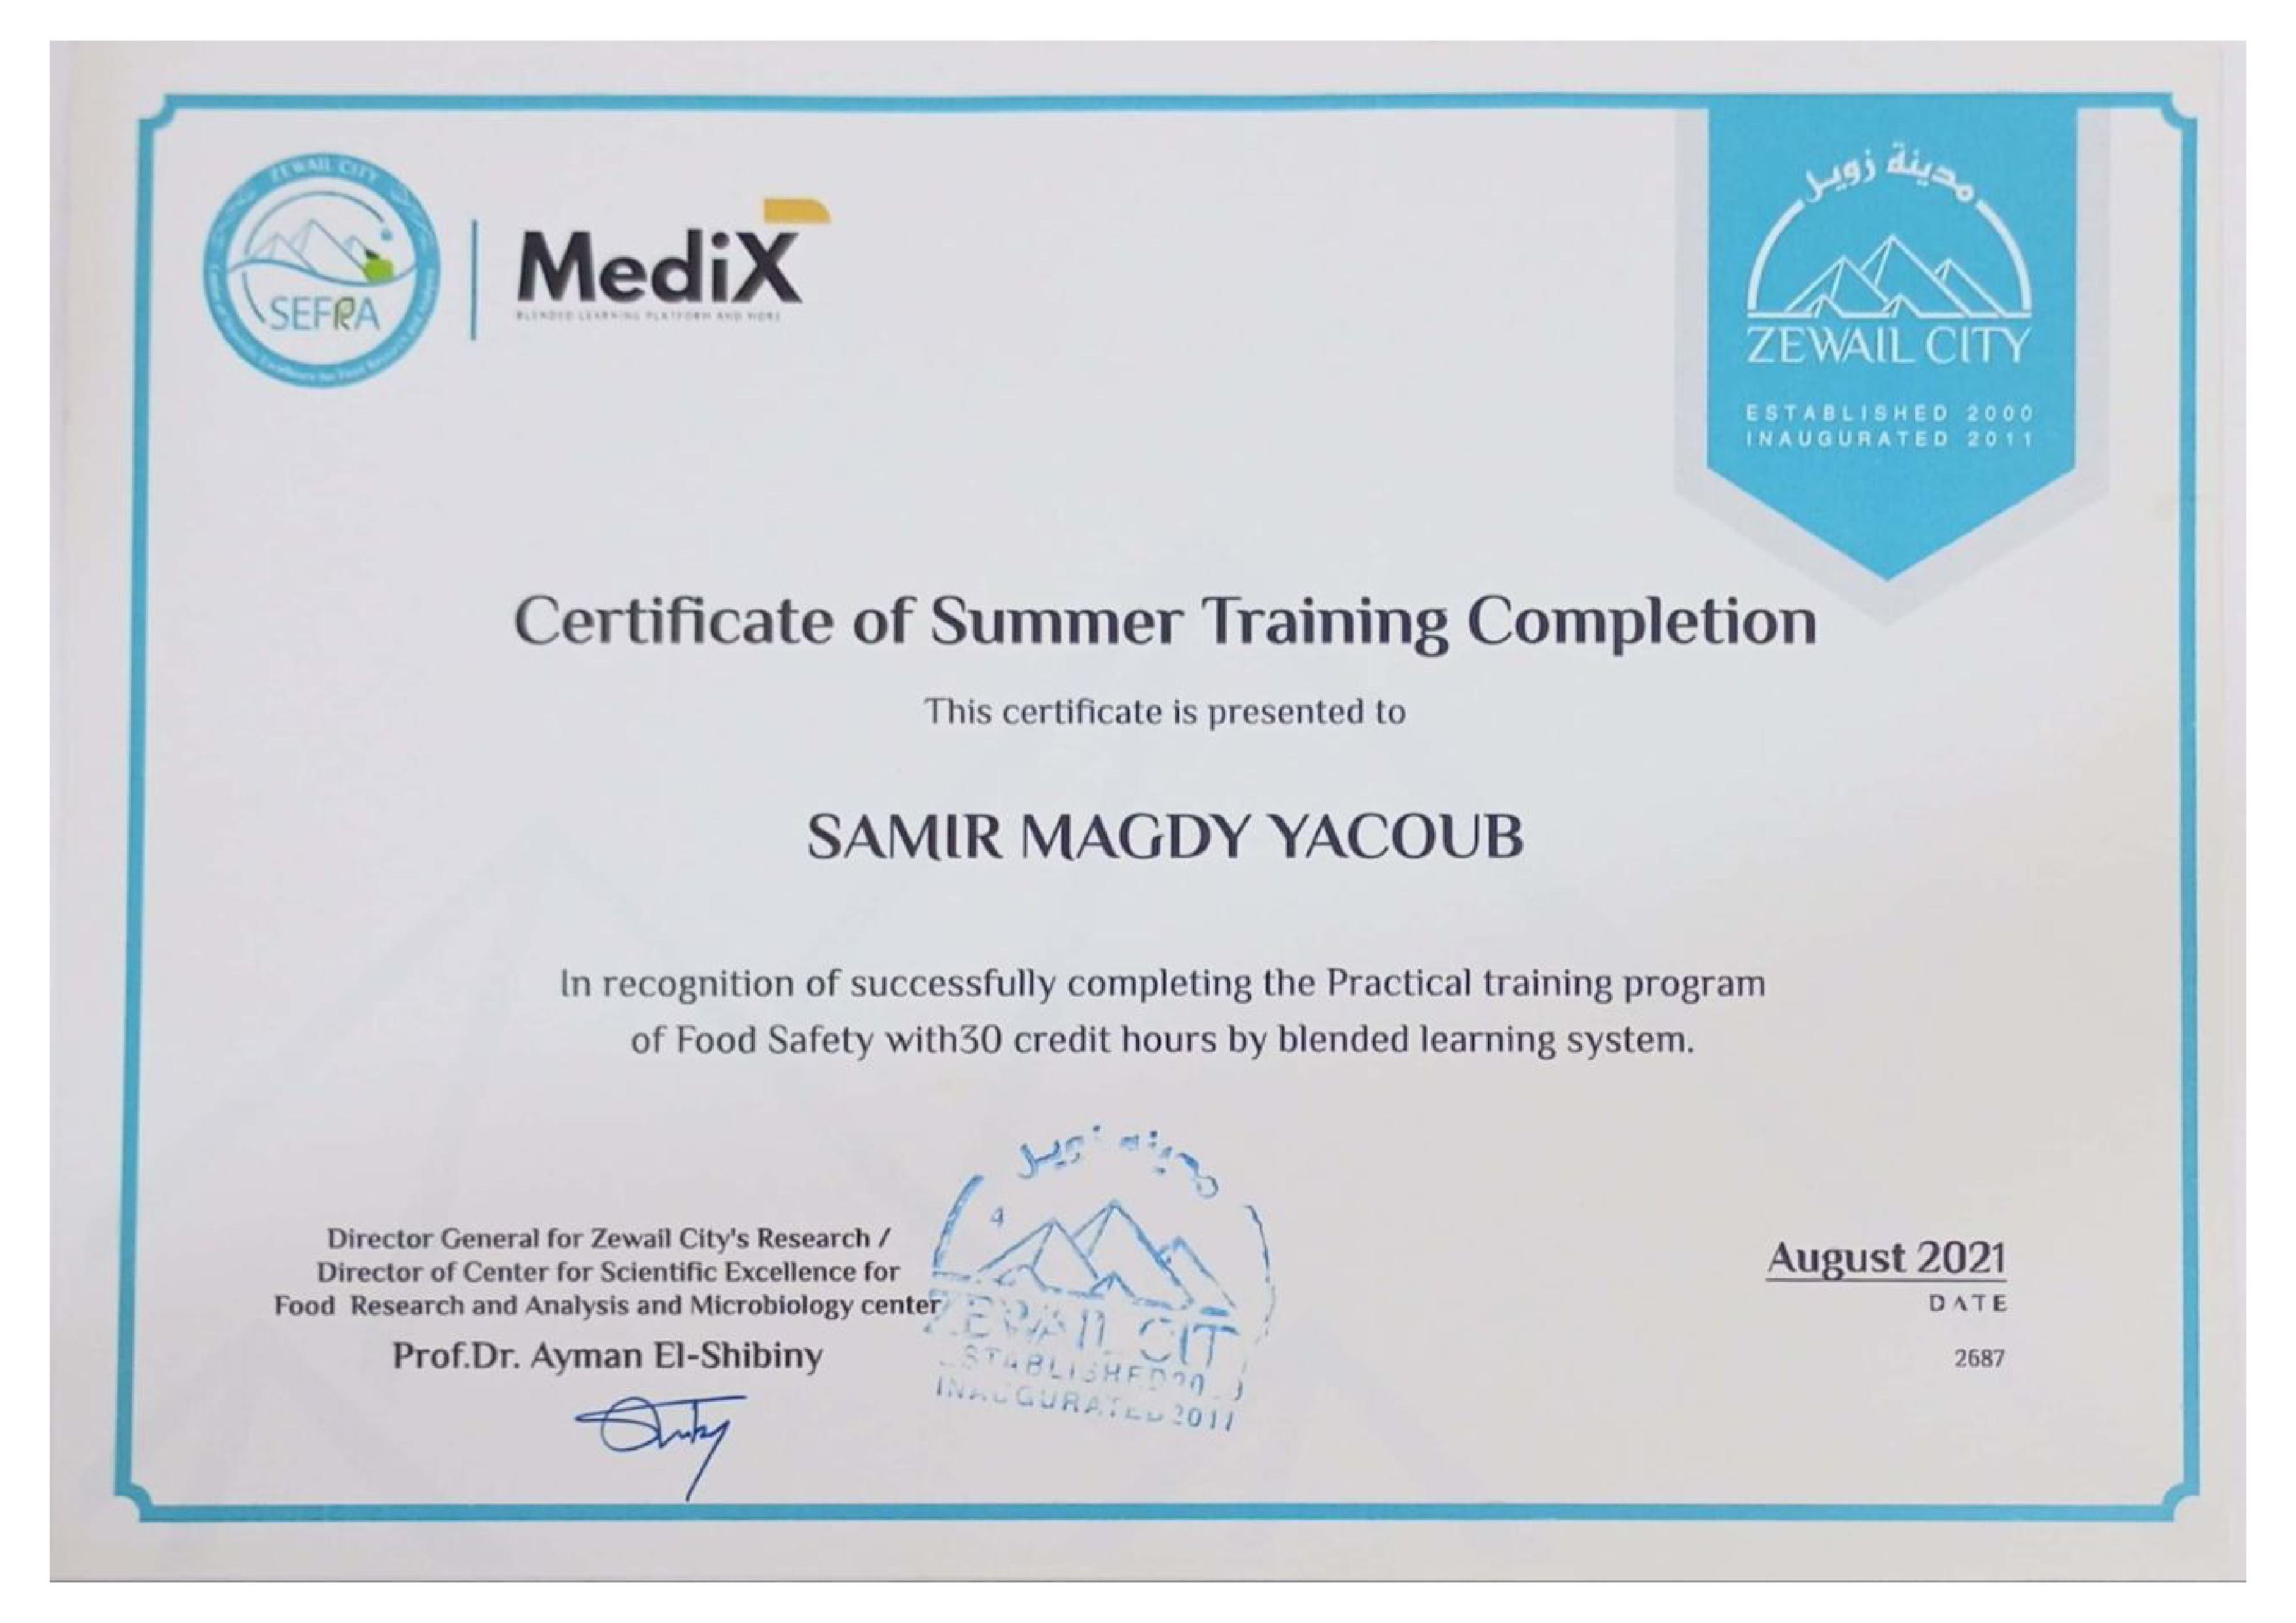 ZEWAIL CITY
SEFRA
MediX
BLENDED LEARNING PLATFORM AND MORE
مدينة زويل
ZEWAIL CITY
ESTABLISHED 2000
INAUGURATED 2011
Certificate of Summer Training Completion
This certificate is presented to
SAMIR MAGDY YACOUB
In recognition of successfully completing the Practical training program
of Food Safety with30 credit hours by blended learning system.
Director General for Zewail City's Research /
Director of Center for Scientific Excellence for
Food Research and Analysis and Microbiology center
Prof.Dr. Ayman El-Shibiny
مدينة زويل
4
ZEWAIL CIT
ESTABLISHED 20
INAUGURATED 2011
August 2021
DATE
2687